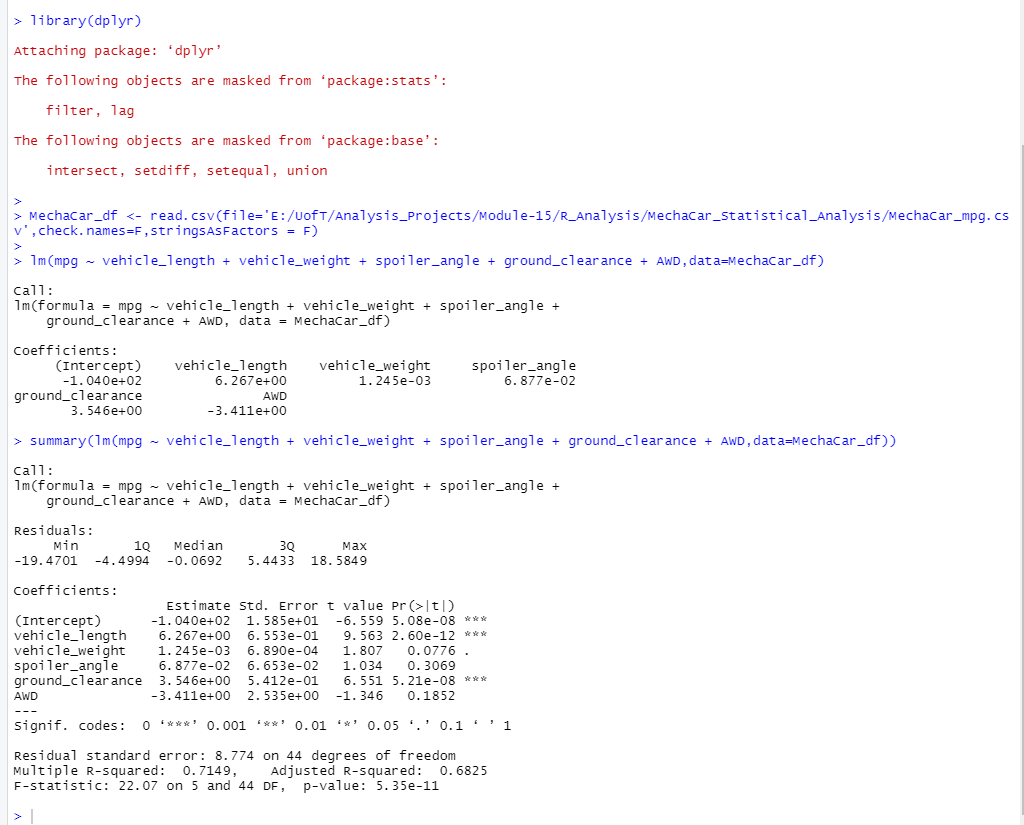 > library(dplyr)
Attaching package: ‘dplyr’
The following objects are masked from ‘package:stats’:
    filter, lag
The following objects are masked from ‘package:base’:
    intersect, setdiff, setequal, union
>
> MechaCar_df <- read.csv(file='E:/UofT/Analysis_Projects/Module-15/R_Analysis/MechaCar_Statistical_Analysis/MechaCar_mpg.cs
v',check.names=F,stringsAsFactors = F)
>
> lm(mpg ~ vehicle_length + vehicle_weight + spoiler_angle + ground_clearance + AWD,data=MechaCar_df)
Call:
lm(formula = mpg ~ vehicle_length + vehicle_weight + spoiler_angle +
    ground_clearance + AWD, data = MechaCar_df)
Coefficients:
     (Intercept)    vehicle_length    vehicle_weight     spoiler_angle
      -1.040e+02         6.267e+00         1.245e-03         6.877e-02
ground_clearance               AWD
       3.546e+00        -3.411e+00
> summary(lm(mpg ~ vehicle_length + vehicle_weight + spoiler_angle + ground_clearance + AWD,data=MechaCar_df))
Call:
lm(formula = mpg ~ vehicle_length + vehicle_weight + spoiler_angle +
    ground_clearance + AWD, data = MechaCar_df)
Residuals:
     Min       1Q   Median       3Q      Max
-19.4701  -4.4994  -0.0692   5.4433  18.5849
Coefficients:
                   Estimate Std. Error t value Pr(>|t|)
(Intercept)      -1.040e+02  1.585e+01  -6.559 5.08e-08 ***
vehicle_length    6.267e+00  6.553e-01   9.563 2.60e-12 ***
vehicle_weight    1.245e-03  6.890e-04   1.807   0.0776 .
spoiler_angle     6.877e-02  6.653e-02   1.034   0.3069
ground_clearance  3.546e+00  5.412e-01   6.551 5.21e-08 ***
AWD              -3.411e+00  2.535e+00  -1.346   0.1852
---
Signif. codes:  0 ‘***’ 0.001 ‘**’ 0.01 ‘*’ 0.05 ‘.’ 0.1 ‘ ’ 1
Residual standard error: 8.774 on 44 degrees of freedom
Multiple R-squared:  0.7149,    Adjusted R-squared:  0.6825
F-statistic: 22.07 on 5 and 44 DF,  p-value: 5.35e-11
>